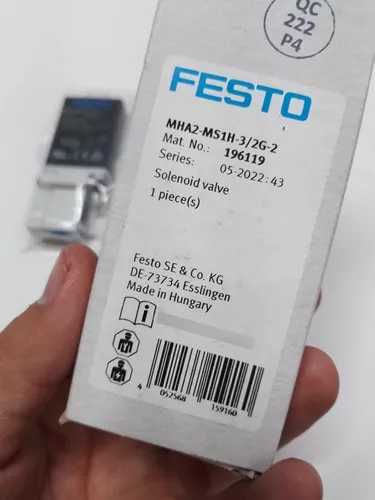 QC
222
P4
FESTO
MHA2-MS1H-3/2G-2
Mat. No.: 196119
Series: 05-2022:43
Solenoid valve
1 piece(s)
Festo SE & Co. KG
DE-73734 Esslingen
Made in Hungary
4 052568 159160
FESTO